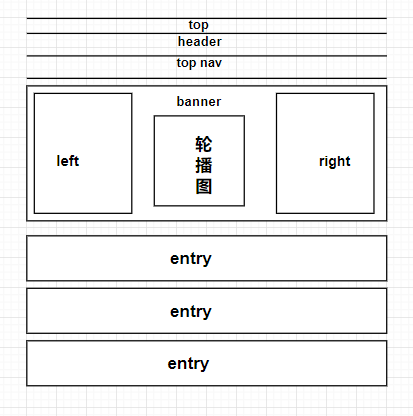 top
header
top nav
banner
left
轮
播
图
right
entry
entry
entry